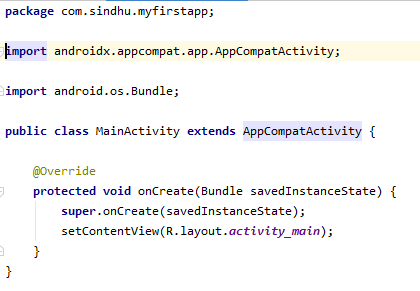 package com.sindhu.myfirstapp;
import androidx.appcompat.app.AppCompatActivity;
import android.os.Bundle;
public class MainActivity extends AppCompatActivity {
@Override
protected void onCreate(Bundle savedInstanceState) {
super.onCreate(savedInstanceState);
setContentView(R.layout.activity_main);
}
}